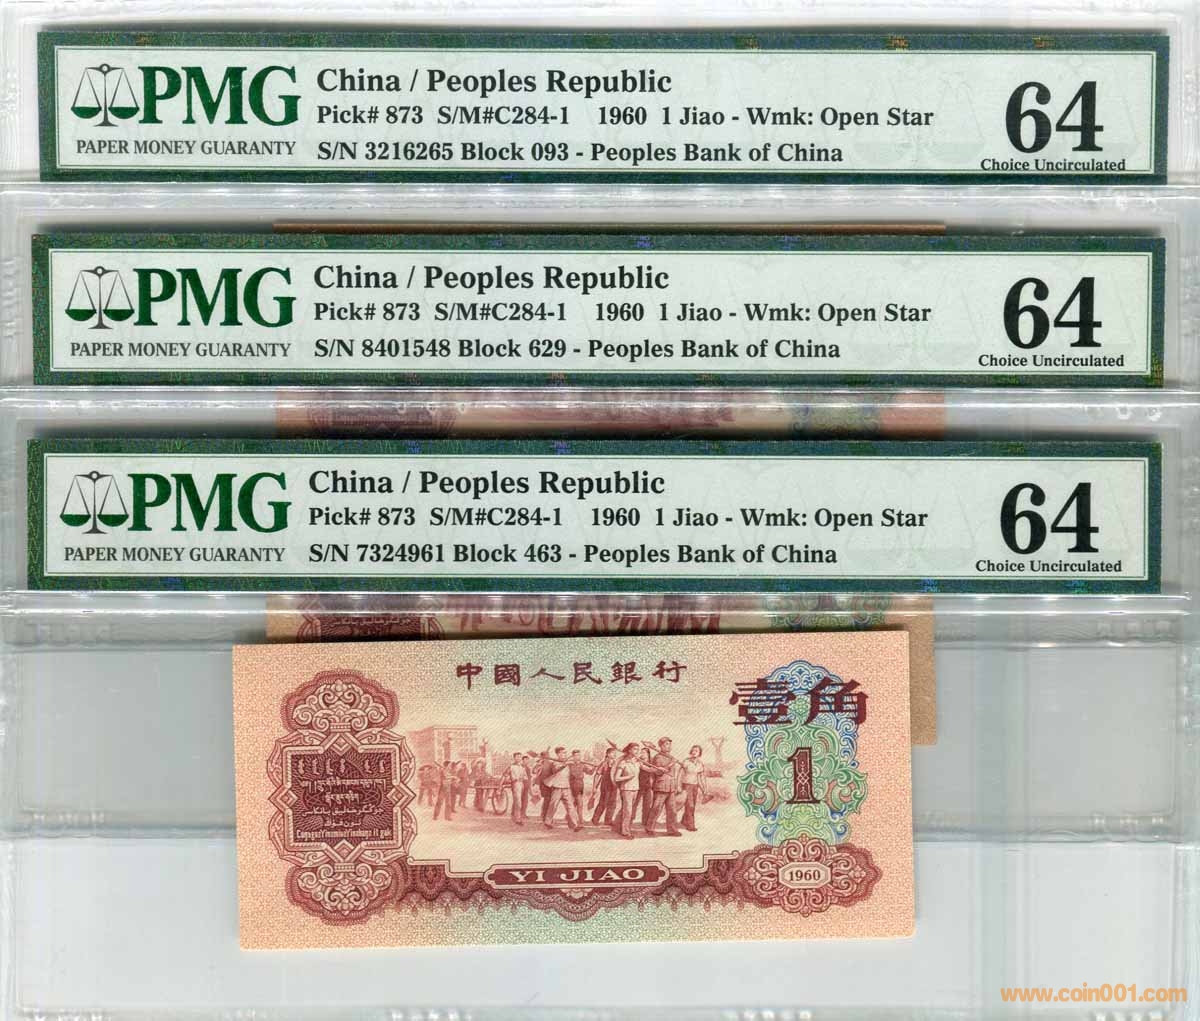 PMG
PAPER MONEY GUARANTY
China / Peoples Republic
Pick# 873 S/M#C284-1 1960 1 Jiao - Wmk: Open Star
S/N 3216265 Block 093 - Peoples Bank of China
64
Choice Uncirculated
PMG
PAPER MONEY GUARANTY
China / Peoples Republic
Pick# 873 S/M#C284-1 1960 1 Jiao - Wmk: Open Star
S/N 8401548 Block 629 - Peoples Bank of China
64
Choice Uncirculated
PMG
PAPER MONEY GUARANTY
China / Peoples Republic
Pick# 873 S/M#C284-1 1960 1 Jiao - Wmk: Open Star
S/N 7324961 Block 463 - Peoples Bank of China
64
Choice Uncirculated
中國人民銀行
壹角
1
YI JIAO
1960
www.coin001.com